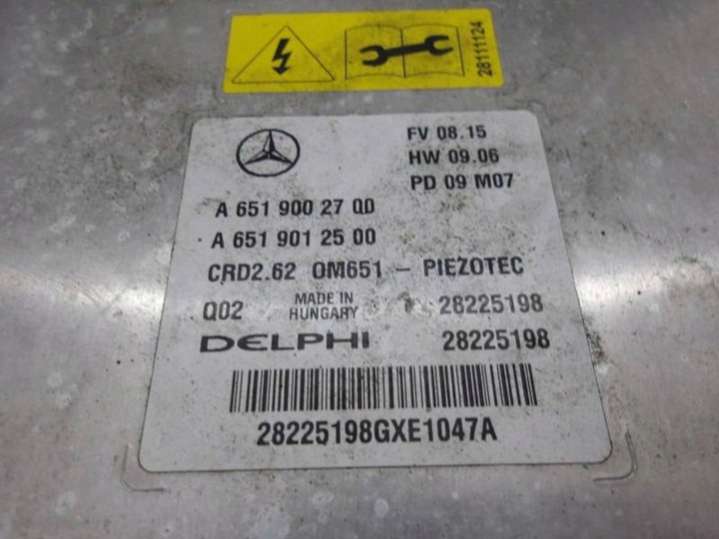 28111124
FV 08.15
HW 09.06
PD 09 M07
A 651 900 27 00
A 651 901 25 00
CRD2.62 OM651 - PIEZOTEC
Q02 MADE IN HUNGARY 28225198
DELPHI 28225198
28225198GXE1047A